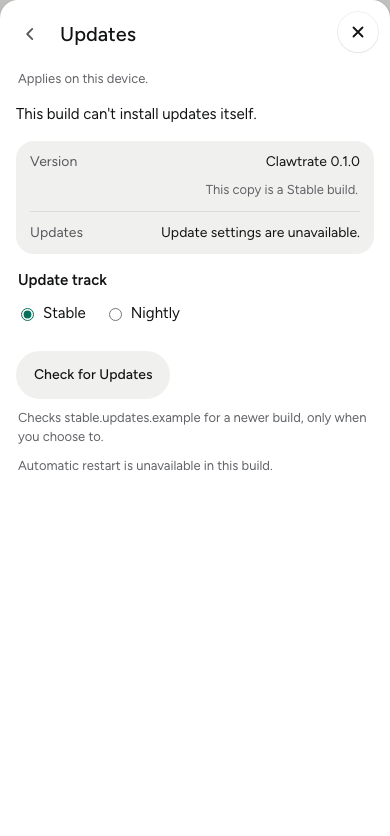 Updates
Applies on this device.
This build can't install updates itself.
Version Clawtrate 0.1.0
This copy is a Stable build.
Updates Update settings are unavailable.
Update track
Stable Nightly
Check for Updates
Checks stable.updates.example for a newer build, only when
you choose to.
Automatic restart is unavailable in this build.